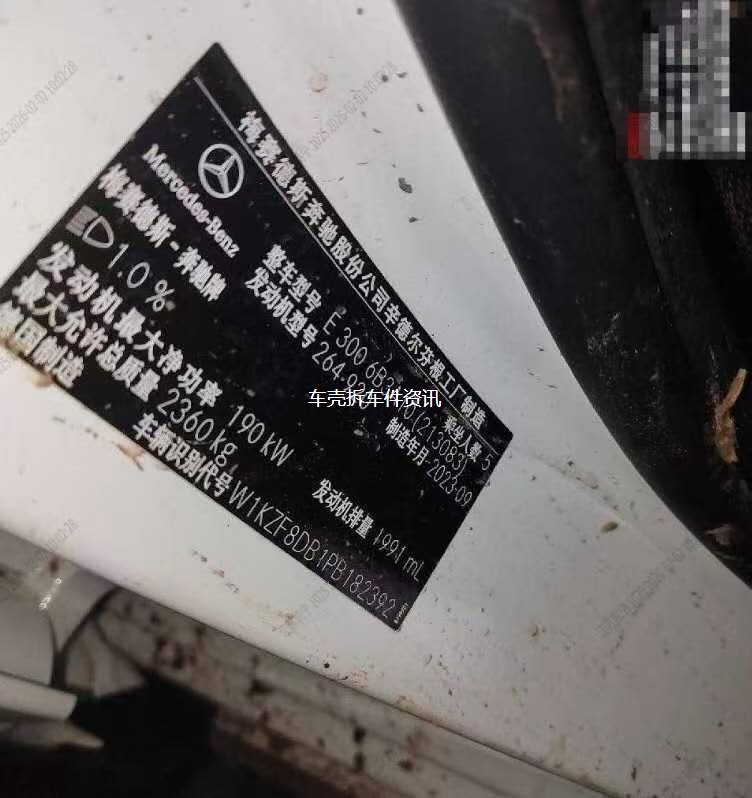 梅赛德斯奔驰股份公司辛德尔芬根工厂制造
Mercedes-Benz
梅赛德斯-奔驰牌
整车型号 E 300 6B3 (213083) 乘坐人数 5
发动机型号 264 制造年月 2023-09
1.0%
发动机最大净功率 190 kW 发动机排量 1991 mL
最大允许总质量 2360 kg
国制造
车辆识别代号 W1KZF8DB1PB182392
车壳拆车件资讯